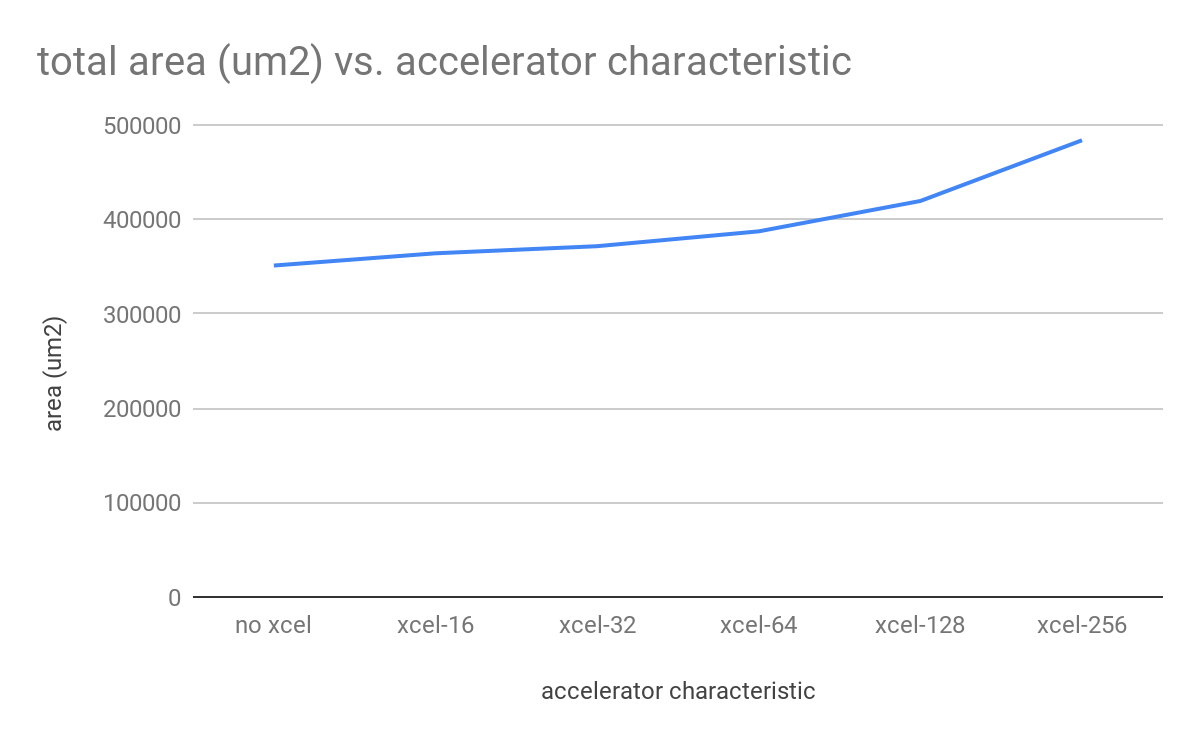 total area (um2) vs. accelerator characteristic
500000
400000
300000
200000
100000
0
area (um2)
no xcel
xcel-16
xcel-32
xcel-64
xcel-128
xcel-256
accelerator characteristic